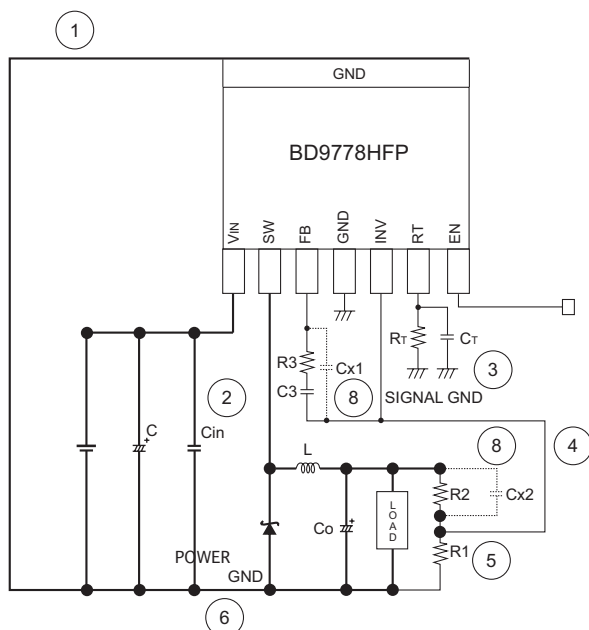 1
GND
BD9778HFP
VIN
SW
FB
GND
INV
RT
EN
R3
Cx1
RT
CT
C3
8
SIGNAL GND
3
2
C
Cin
L
8
4
R2
Cx2
Co
LOAD
R1
5
POWER
GND
6